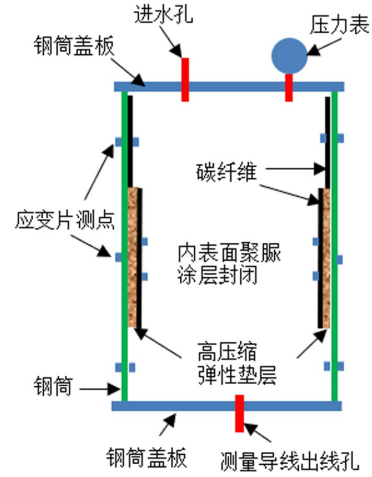 进水孔
压力表
钢筒盖板
碳纤维
应变片测点
内表面聚脲
涂层封闭
高压缩
弹性垫层
钢筒
钢筒盖板
测量导线出线孔